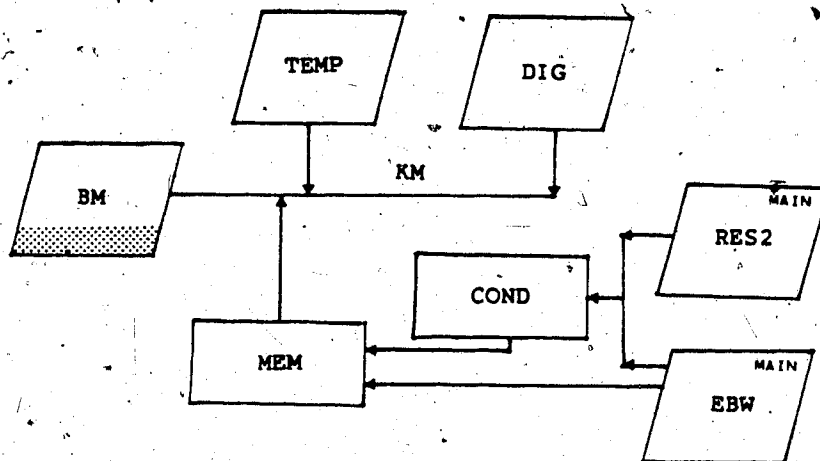 TEMP
DIG
KM
BM
MAIN
RES2
COND
MEM
MAIN
EBW